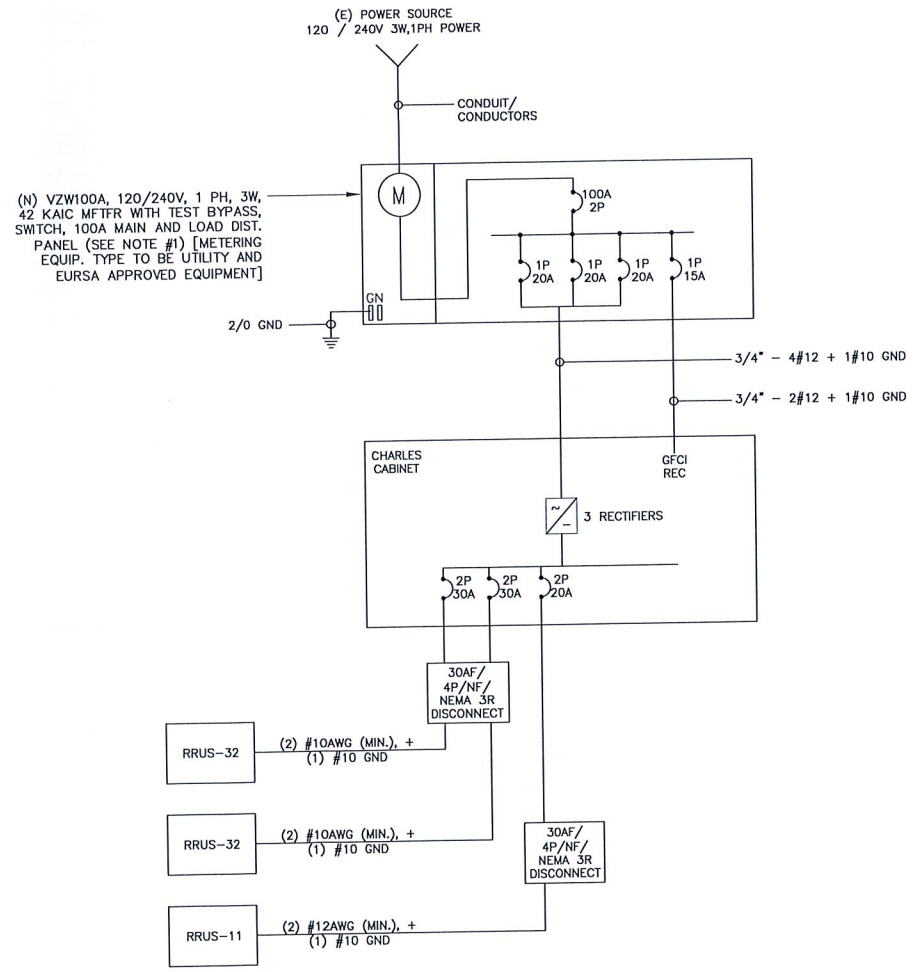 (E) POWER SOURCE
120 / 240V 3W,1PH POWER
CONDUIT/
CONDUCTORS
(N) VZW100A, 120/240V, 1 PH, 3W,
42 KAIC MFTFR WITH TEST BYPASS,
SWITCH, 100A MAIN AND LOAD DIST.
PANEL (SEE NOTE #1) [METERING
EQUIP. TYPE TO BE UTILITY AND
EURSA APPROVED EQUIPMENT]
M
100A
2P
1P
20A
1P
20A
1P
20A
1P
15A
GN
2/0 GND
3/4" - 4#12 + 1#10 GND
3/4" - 2#12 + 1#10 GND
CHARLES
CABINET
GFCI
REC
~
-
3 RECTIFIERS
2P
30A
2P
30A
2P
20A
30AF/
4P/NF/
NEMA 3R
DISCONNECT
RRUS-32
(2) #10AWG (MIN.), +
(1) #10 GND
RRUS-32
(2) #10AWG (MIN.), +
(1) #10 GND
30AF/
4P/NF/
NEMA 3R
DISCONNECT
RRUS-11
(2) #12AWG (MIN.), +
(1) #10 GND